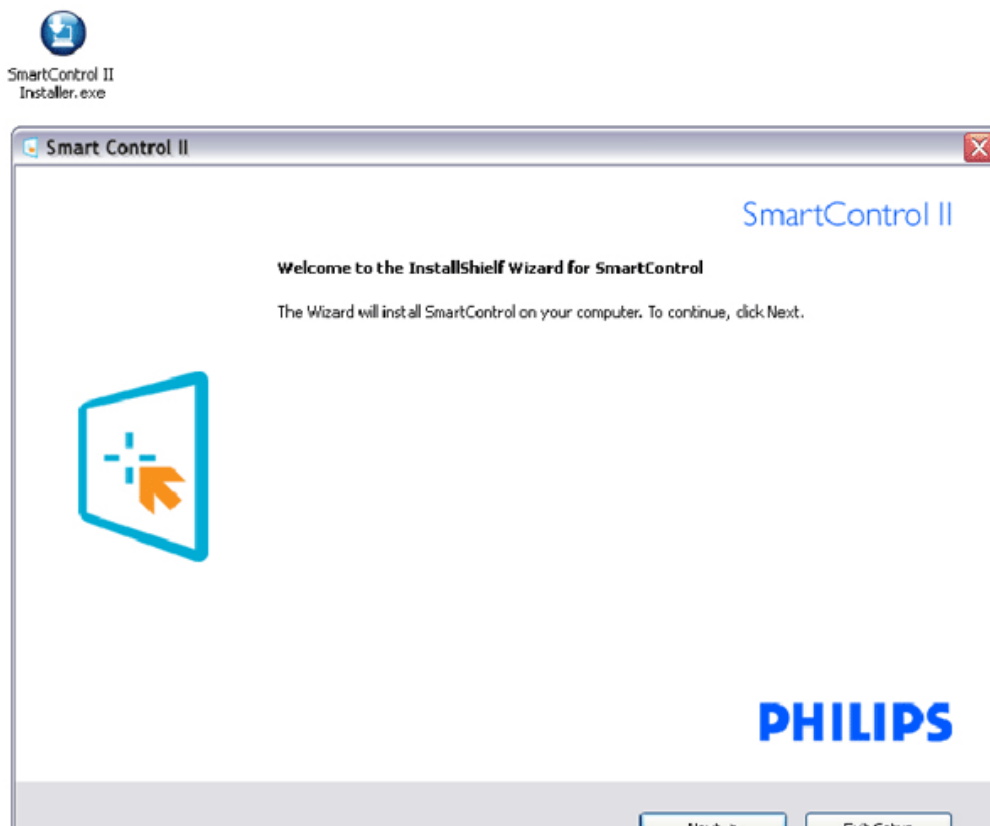 SmartControl II
Installer.exe
Smart Control II
SmartControl II
Welcome to the InstallShielf Wizard for SmartControl
The Wizard will install SmartControl on your computer. To continue, click Next.
PHILIPS